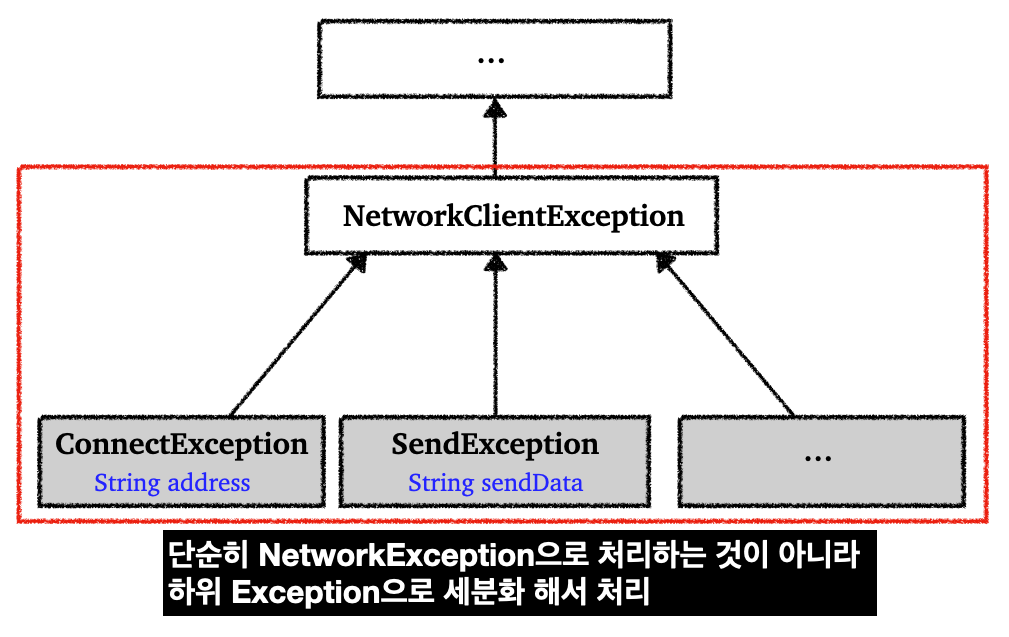 ...
NetworkClientException
ConnectException
String address
SendException
String sendData
...
단순히 NetworkException으로 처리하는 것이 아니라
하위 Exception으로 세분화 해서 처리